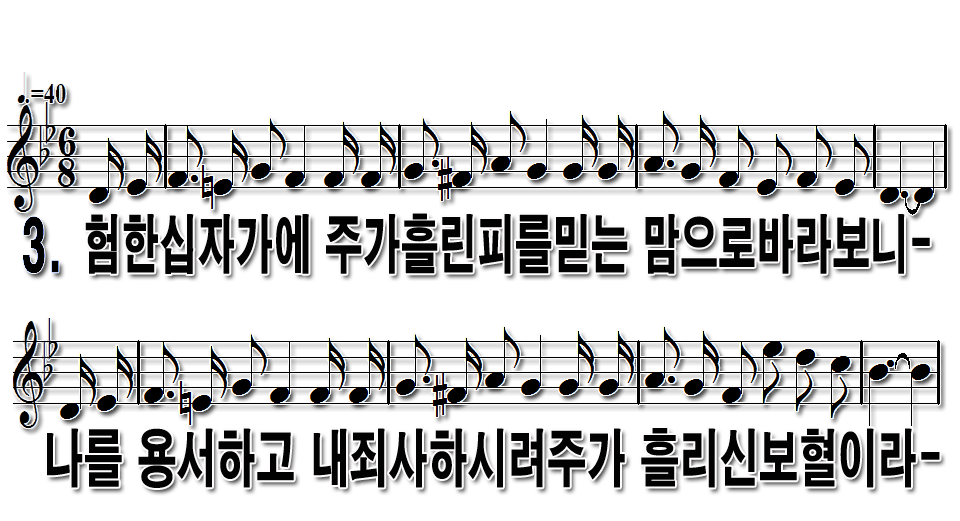 ♩.=40
6
8
3. 험한십자가에 주가흘린피를믿는 맘으로바라보니-
나를 용서하고 내죄사하시려주가 흘리신보혈이라-